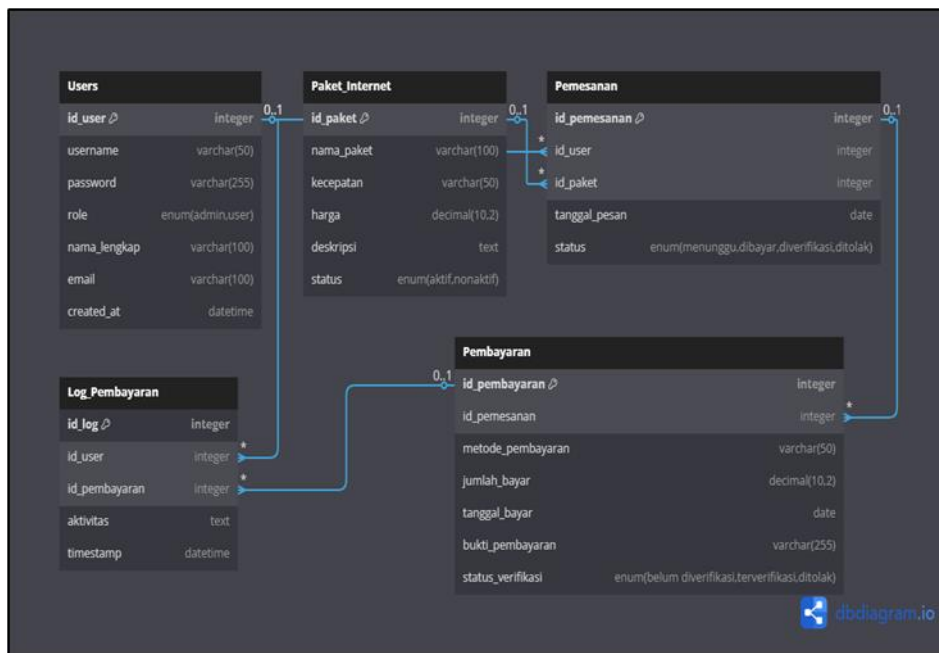 Users
id_user integer
username varchar(50)
password varchar(255)
role enum(admin,user)
nama_lengkap varchar(100)
email varchar(100)
created_at datetime
0..1
Paket_Internet
id_paket integer
nama_paket varchar(100)
kecepatan varchar(50)
harga decimal(10,2)
deskripsi text
status enum(aktif,nonaktif)
0..1
Pemesanan
id_pemesanan integer
* id_user integer
* id_paket integer
tanggal_pesan date
status enum(menunggu,dibayar,diverifikasi,ditolak)
0..1
Log_Pembayaran
id_log integer
id_user integer *
id_pembayaran integer *
aktivitas text
timestamp datetime
Pembayaran
0..1 id_pembayaran integer
id_pemesanan integer *
metode_pembayaran varchar(50)
jumlah_bayar decimal(10,2)
tanggal_bayar date
bukti_pembayaran varchar(255)
status_verifikasi enum(belum diverifikasi,terverifikasi,ditolak)
dbdiagram.io